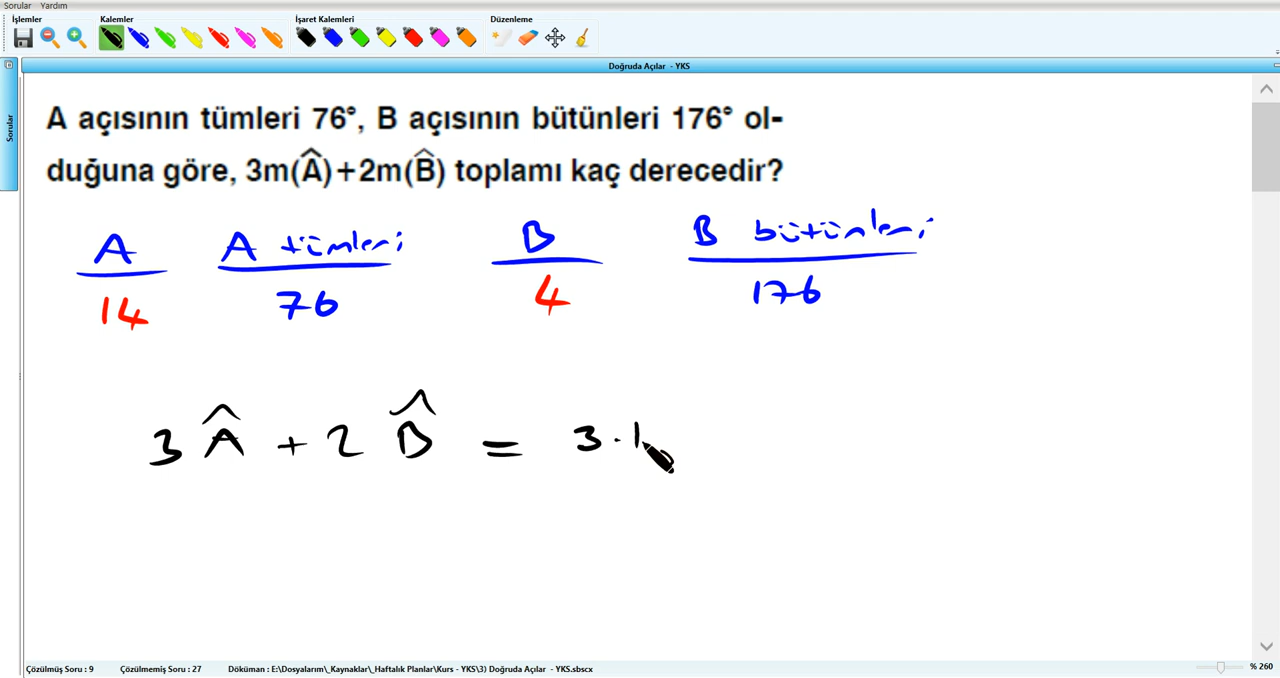 Sorular Yardım
İşlemler Kalemler İşaret Kalemleri Düzenleme
Doğruda Açılar - YKS
Sorular
A açısının tümleri 76°, B açısının bütünleri 176° ol-
duğuna göre, 3m(Â)+2m(B̂) toplamı kaç derecedir?
A A tümleri B B bütünleri
14 76 4 176
3 Â + 2 B̂ = 3 . 1
Çözülmüş Soru : 9 Çözülmemiş Soru : 27 Döküman : E:\Dosyalarım\_Kaynaklar\_Haftalık Planlar\Kurs - YKS\3) Doğruda Açılar - YKS.sbscx % 260